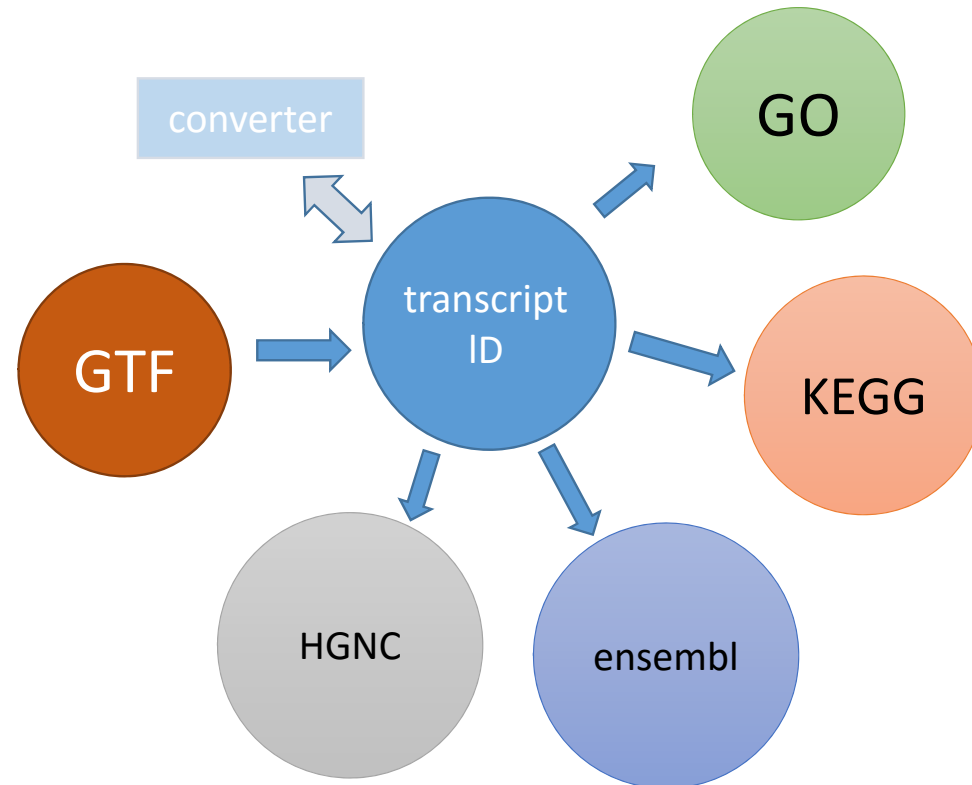 GO
converter
transcript
ID
GTF
KEGG
HGNC
ensembl